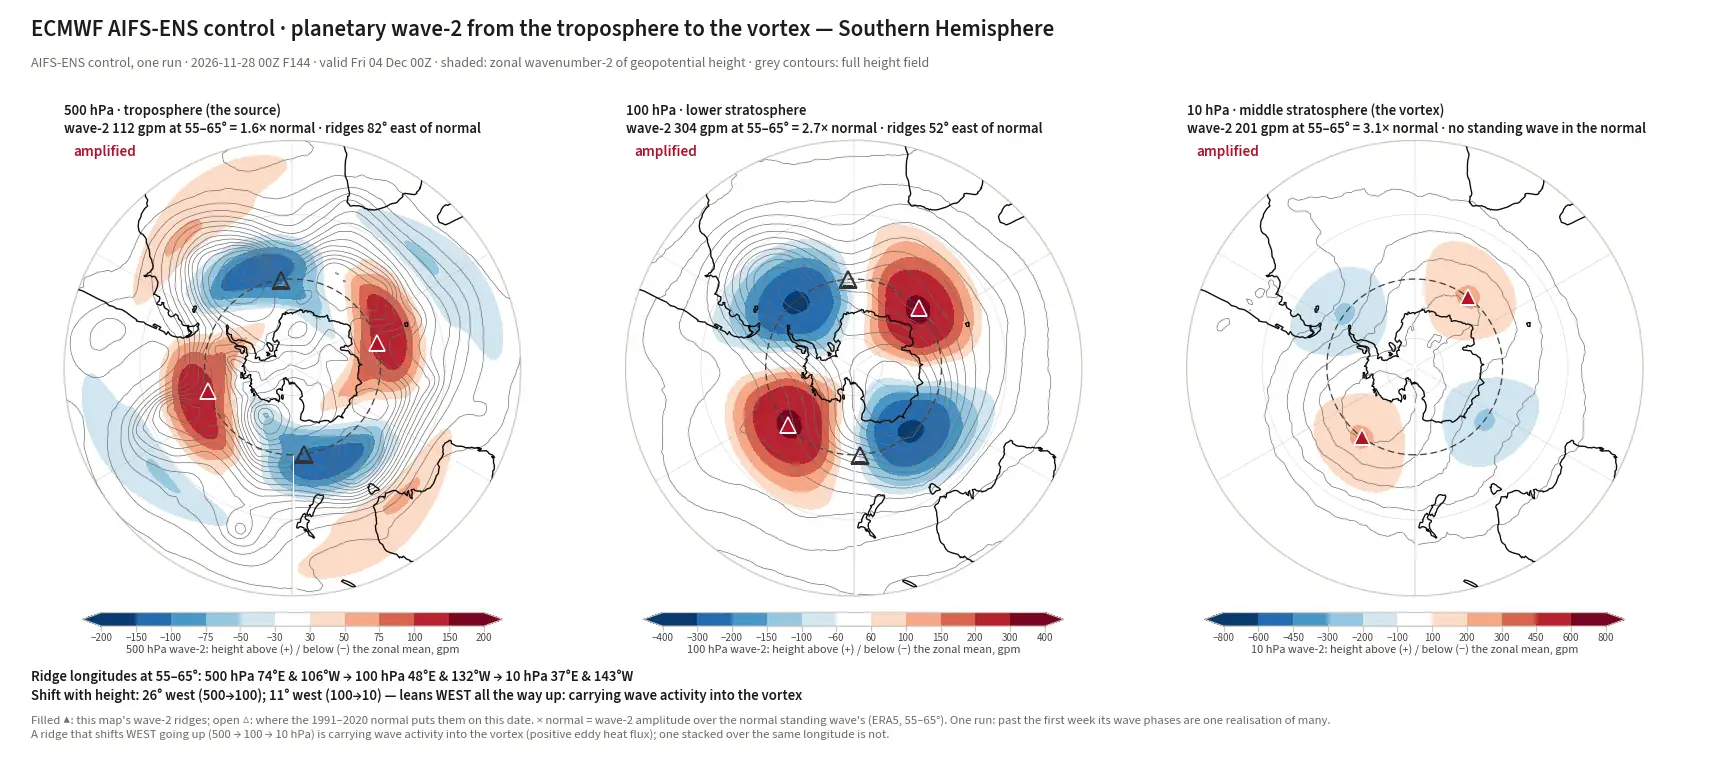 ECMWF AIFS-ENS control · planetary wave-2 from the troposphere to the vortex — Southern Hemisphere
AIFS-ENS control, one run · 2026-11-28 00Z F144 · valid Fri 04 Dec 00Z · shaded: zonal wavenumber-2 of geopotential height · grey contours: full height field
500 hPa · troposphere (the source)
wave-2 112 gpm at 55–65° = 1.6× normal · ridges 82° east of normal
amplified
100 hPa · lower stratosphere
wave-2 304 gpm at 55–65° = 2.7× normal · ridges 52° east of normal
amplified
10 hPa · middle stratosphere (the vortex)
wave-2 201 gpm at 55–65° = 3.1× normal · no standing wave in the normal
amplified
−200 −150 −100 −75 −50 −30 30 50 75 100 150 200
500 hPa wave-2: height above (+) / below (−) the zonal mean, gpm
−400 −300 −200 −150 −100 −60 60 100 150 200 300 400
100 hPa wave-2: height above (+) / below (−) the zonal mean, gpm
−800 −600 −450 −300 −200 −100 100 200 300 450 600 800
10 hPa wave-2: height above (+) / below (−) the zonal mean, gpm
Ridge longitudes at 55–65°: 500 hPa 74°E & 106°W → 100 hPa 48°E & 132°W → 10 hPa 37°E & 143°W
Shift with height: 26° west (500→100); 11° west (100→10) — leans WEST all the way up: carrying wave activity into the vortex
Filled ▲: this map's wave-2 ridges; open △: where the 1991–2020 normal puts them on this date. × normal = wave-2 amplitude over the normal standing wave's (ERA5, 55–65°). One run: past the first week its wave phases are one realisation of many.
A ridge that shifts WEST going up (500 → 100 → 10 hPa) is carrying wave activity into the vortex (positive eddy heat flux); one stacked over the same longitude is not.